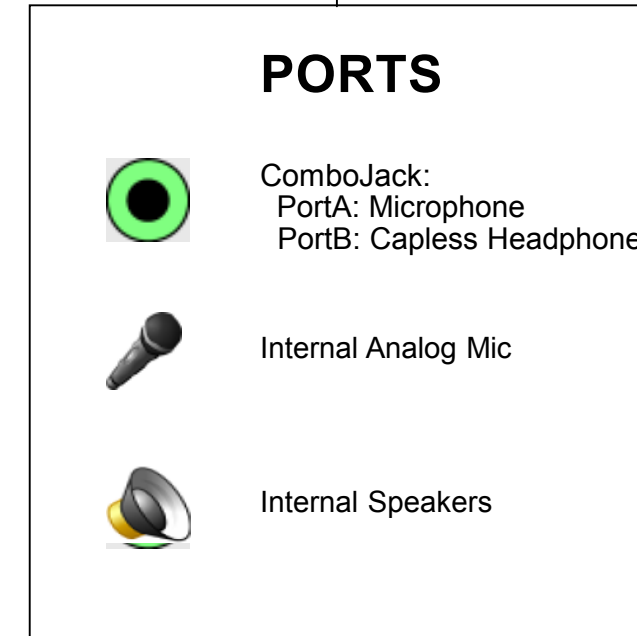 PORTS
ComboJack:
PortA: Microphone
PortB: Capless Headphone
Internal Analog Mic
Internal Speakers